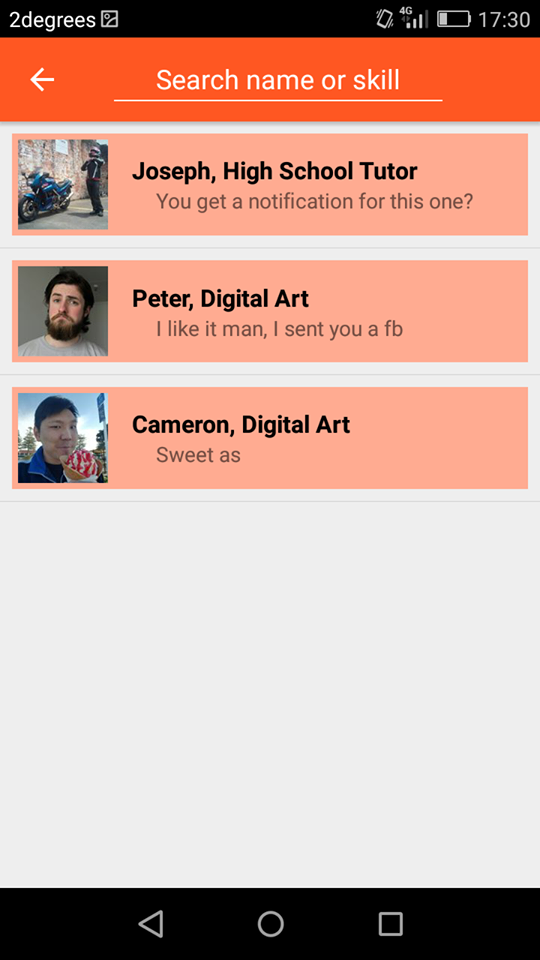 2degrees 4G 17:30
Search name or skill
Joseph, High School Tutor
You get a notification for this one?
Peter, Digital Art
I like it man, I sent you a fb
Cameron, Digital Art
Sweet as